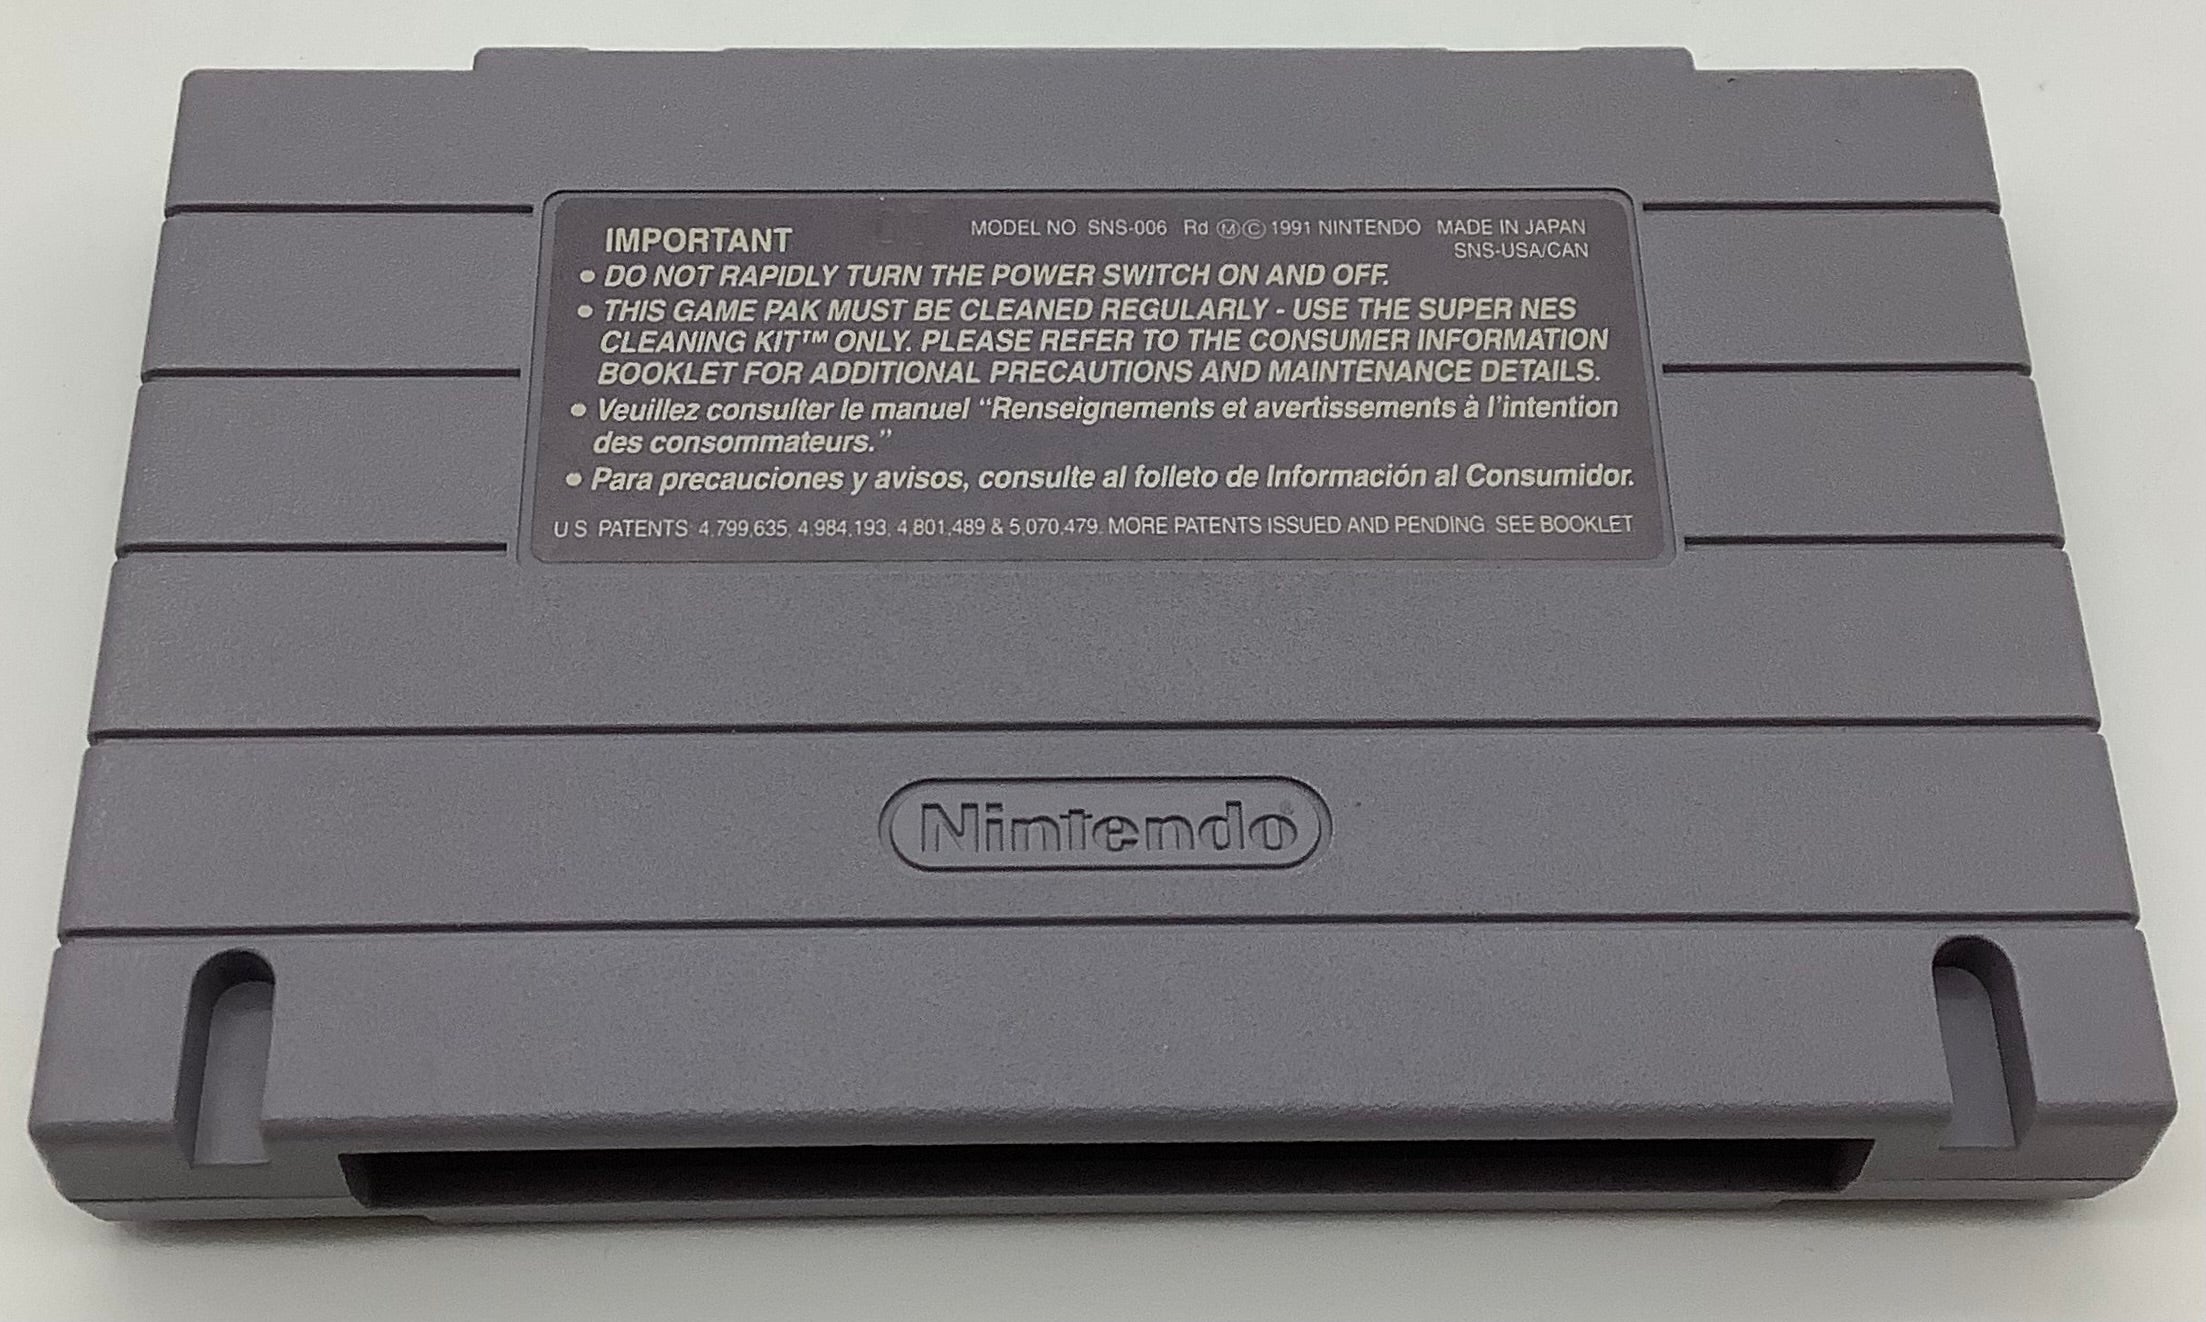 IMPORTANT
MODEL NO SNS-006 Rd ⓂⒸ 1991 NINTENDO MADE IN JAPAN
SNS-USA/CAN
● DO NOT RAPIDLY TURN THE POWER SWITCH ON AND OFF.
● THIS GAME PAK MUST BE CLEANED REGULARLY - USE THE SUPER NES
CLEANING KIT™ ONLY. PLEASE REFER TO THE CONSUMER INFORMATION
BOOKLET FOR ADDITIONAL PRECAUTIONS AND MAINTENANCE DETAILS.
● Veuillez consulter le manuel “Renseignements et avertissements à l’intention
des consommateurs.”
● Para precauciones y avisos, consulte al folleto de Información al Consumidor.
U S PATENTS 4,799,635, 4,984,193, 4,801,489 & 5,070,479. MORE PATENTS ISSUED AND PENDING SEE BOOKLET
Nintendo®